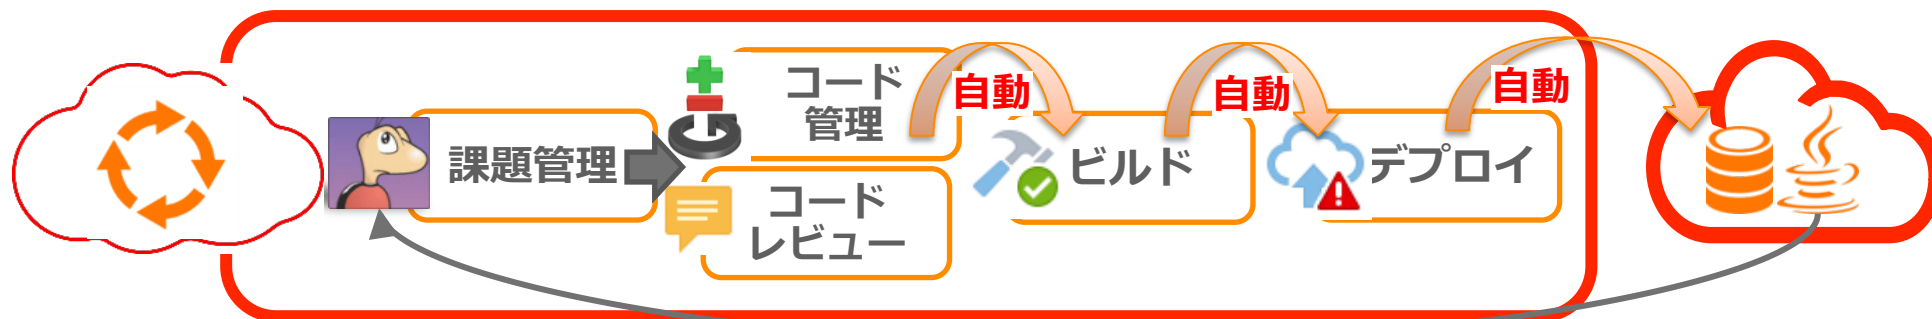 課題管理
コード
管理
コード
レビュー
自動
ビルド
自動
デプロイ
自動